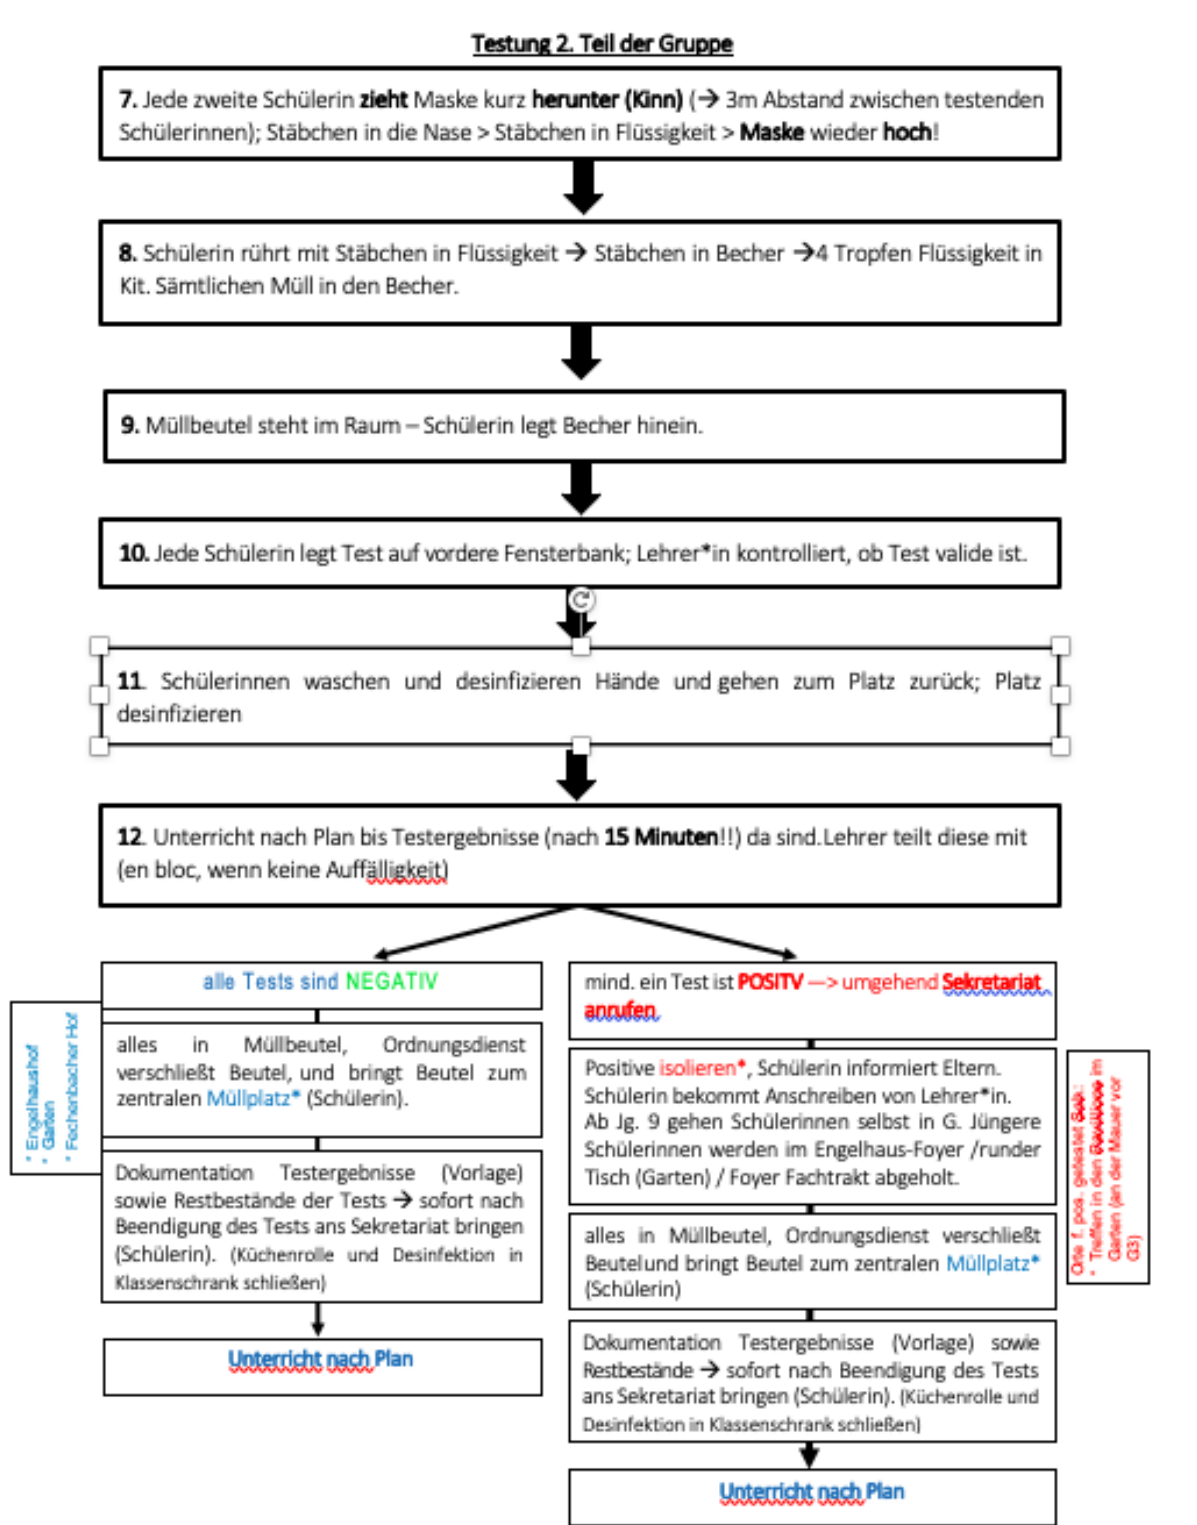 Testung 2. Teil der Gruppe
7. Jede zweite Schülerin zieht Maske kurz herunter (Kinn) (→ 3m Abstand zwischen testenden
Schülerinnen); Stäbchen in die Nase > Stäbchen in Flüssigkeit > Maske wieder hoch!
8. Schülerin rührt mit Stäbchen in Flüssigkeit → Stäbchen in Becher →4 Tropfen Flüssigkeit in
Kit. Sämtlichen Müll in den Becher.
9. Müllbeutel steht im Raum – Schülerin legt Becher hinein.
10. Jede Schülerin legt Test auf vordere Fensterbank; Lehrer*in kontrolliert, ob Test valide ist.
11. Schülerinnen waschen und desinfizieren Hände und gehen zum Platz zurück; Platz
desinfizieren
12. Unterricht nach Plan bis Testergebnisse (nach 15 Minuten!!) da sind.Lehrer teilt diese mit
(en bloc, wenn keine Auffälligkeit)
alle Tests sind NEGATIV
alles in Müllbeutel, Ordnungsdienst
verschließt Beutel, und bringt Beutel zum
zentralen Müllplatz* (Schülerin).
* Engelhaushof
* Garten
* Fechenbacher Hof
Dokumentation Testergebnisse (Vorlage)
sowie Restbestände der Tests → sofort nach
Beendigung des Tests ans Sekretariat bringen
(Schülerin). (Küchenrolle und Desinfektion in
Klassenschrank schließen)
Unterricht nach Plan
mind. ein Test ist POSITV —> umgehend Sekretariat
anrufen
Positive isolieren*, Schülerin informiert Eltern.
Schülerin bekommt Anschreiben von Lehrer*in.
Ab Jg. 9 gehen Schülerinnen selbst in G. Jüngere
Schülerinnen werden im Engelhaus-Foyer /runder
Tisch (Garten) / Foyer Fachtrakt abgeholt.
Orte f. pos. getestet Sch.:
* Treffen in den Pavillions im
Garten (an der Mauer vor
G3)
alles in Müllbeutel, Ordnungsdienst verschließt
Beutelund bringt Beutel zum zentralen Müllplatz*
(Schülerin)
Dokumentation Testergebnisse (Vorlage) sowie
Restbestände → sofort nach Beendigung des Tests
ans Sekretariat bringen (Schülerin). (Küchenrolle und
Desinfektion in Klassenschrank schließen)
Unterricht nach Plan